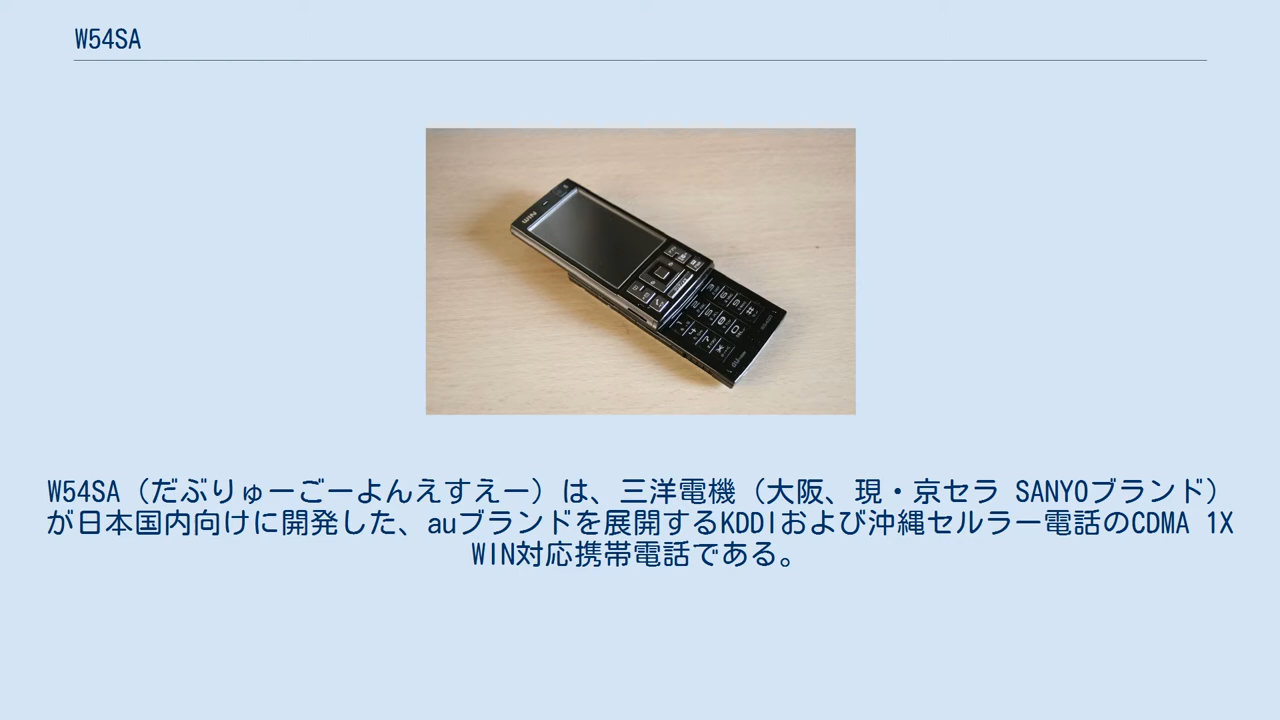 W54SA
WIN
W54SA（だぶりゅーごーよんえすえー）は、三洋電機（大阪、現・京セラ SANYOブランド）
が日本国内向けに開発した、auブランドを展開するKDDIおよび沖縄セルラー電話のCDMA 1X
WIN対応携帯電話である。